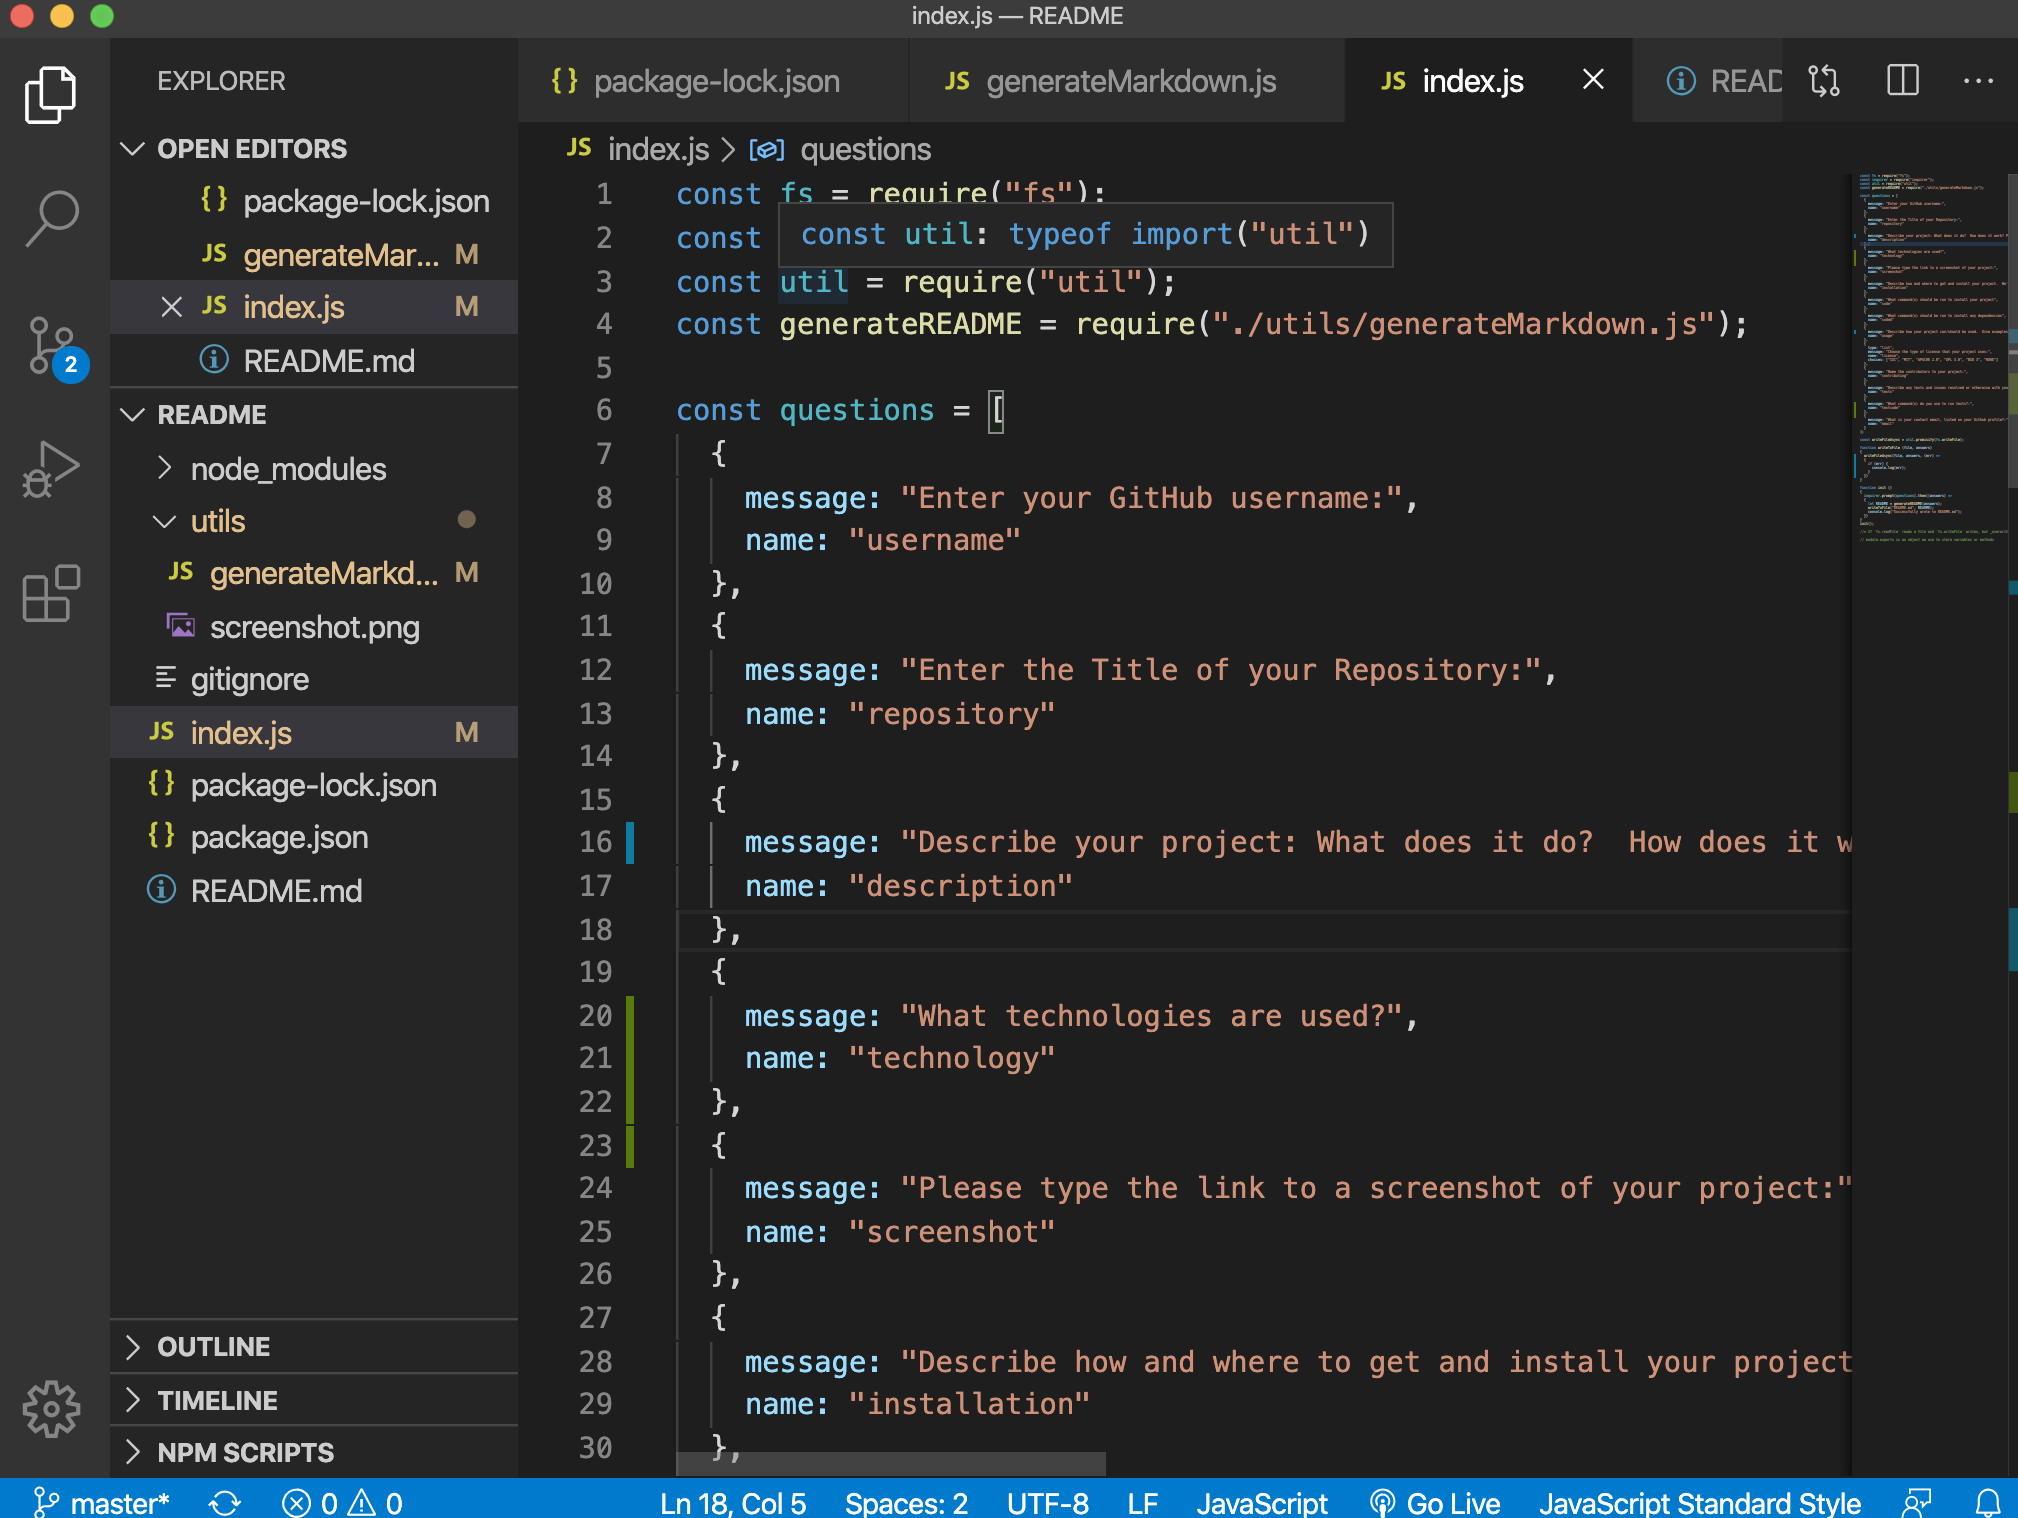 index.js — README
EXPLORER
OPEN EDITORS
{} package-lock.json
JS generateMar... M
JS index.js M
README.md
README
node_modules
utils
JS generateMarkd... M
screenshot.png
gitignore
JS index.js M
{} package-lock.json
{} package.json
README.md
OUTLINE
TIMELINE
NPM SCRIPTS
2
{} package-lock.json
JS generateMarkdown.js
JS index.js
READ
JS index.js > questions
1 const fs = require("fs");
2 const
const util: typeof import("util")
3 const util = require("util");
4 const generateREADME = require("./utils/generateMarkdown.js");
5
6 const questions = [
7 {
8 message: "Enter your GitHub username:",
9 name: "username"
10 },
11 {
12 message: "Enter the Title of your Repository:",
13 name: "repository"
14 },
15 {
16 message: "Describe your project: What does it do?  How does it w
17 name: "description"
18 },
19 {
20 message: "What technologies are used?",
21 name: "technology"
22 },
23 {
24 message: "Please type the link to a screenshot of your project:"
25 name: "screenshot"
26 },
27 {
28 message: "Describe how and where to get and install your project
29 name: "installation"
30 },
master* 0 0 Ln 18, Col 5 Spaces: 2 UTF-8 LF JavaScript Go Live JavaScript Standard Style